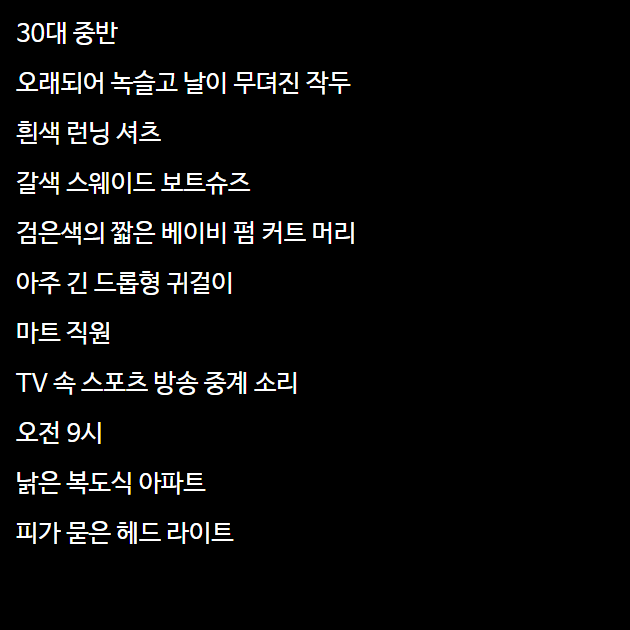 30대 중반
오래되어 녹슬고 날이 무뎌진 작두
흰색 런닝 셔츠
갈색 스웨이드 보트슈즈
검은색의 짧은 베이비 펌 커트 머리
아주 긴 드롭형 귀걸이
마트 직원
TV 속 스포츠 방송 중계 소리
오전 9시
낡은 복도식 아파트
피가 묻은 헤드 라이트